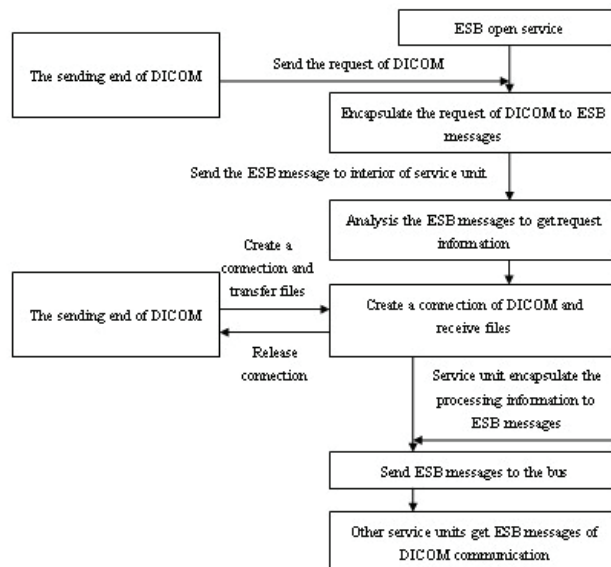 ESB open service
Send the request of DICOM
The sending end of DICOM
Encapsulate the request of DICOM to ESB
messages
Send the ESB message to interior of service unit
Analysis the ESB messages to get request
information
Create a
connection and
transfer files
The sending end of DICOM
Create a connection of DICOM and
receive files
Release
connection
Service unit encapsulate the
processing information to
ESB messages
Send ESB messages to the bus
Other service units get ESB messages of
DICOM communication